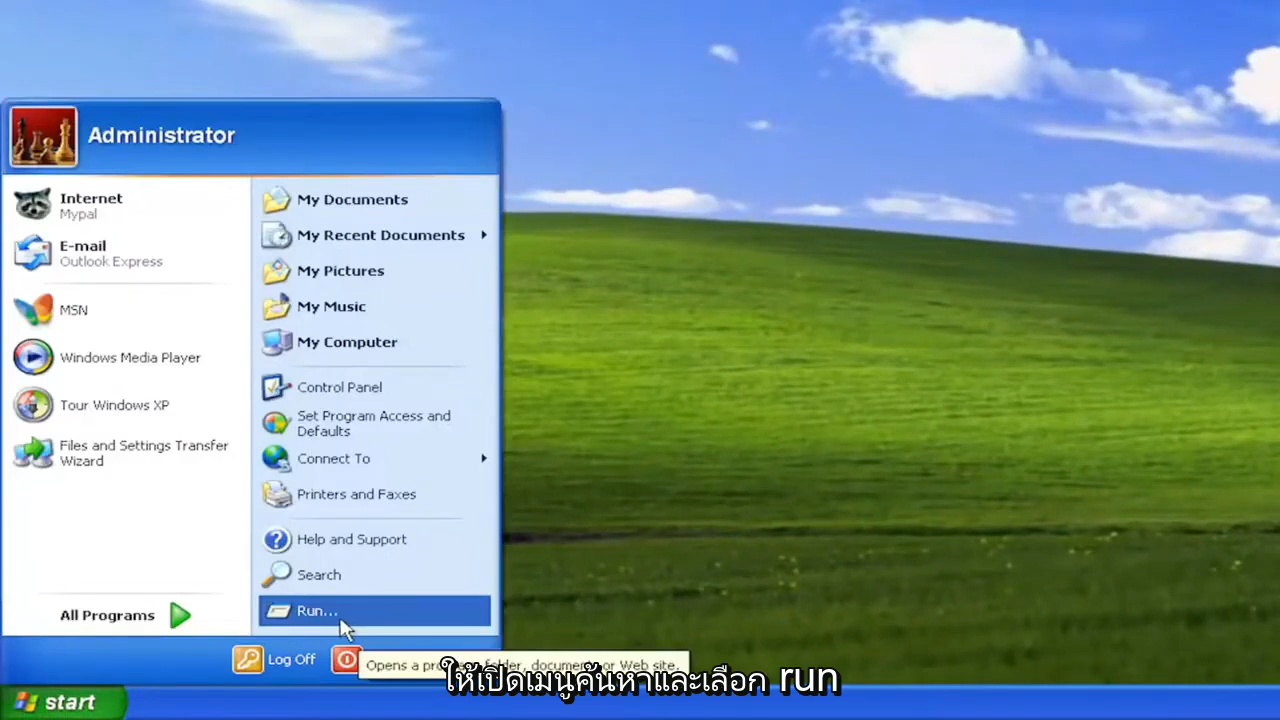 Administrator
Internet
Mypal
E-mail
Outlook Express
MSN
Windows Media Player
Tour Windows XP
Files and Settings Transfer
Wizard
All Programs
My Documents
My Recent Documents
My Pictures
My Music
My Computer
Control Panel
Set Program Access and
Defaults
Connect To
Printers and Faxes
Help and Support
Search
Run...
Log Off
Opens a folder, document or Web site.
ให้เปิดเมนูค้นหาและเลือก run
start